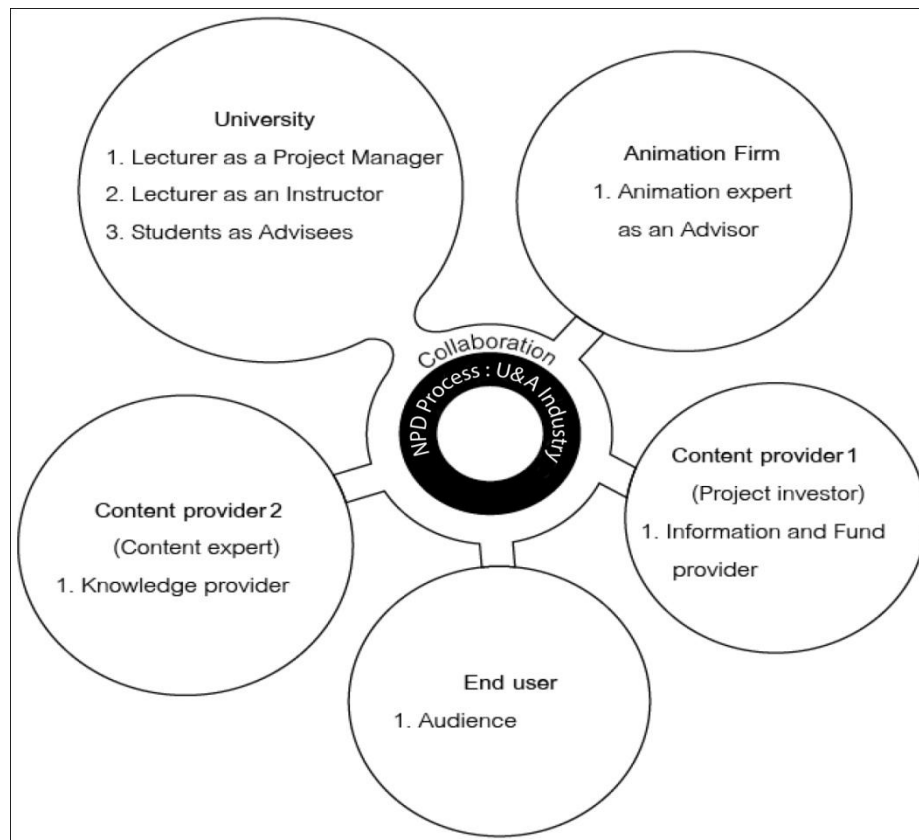 University
1. Lecturer as a Project Manager
2. Lecturer as an Instructor
3. Students as Advisees
Animation Firm
1. Animation expert
as an Advisor
Collaboration
NPD Process : U&A Industry
Content provider 1
(Project investor)
1. Information and Fund
provider
Content provider 2
(Content expert)
1. Knowledge provider
End user
1. Audience